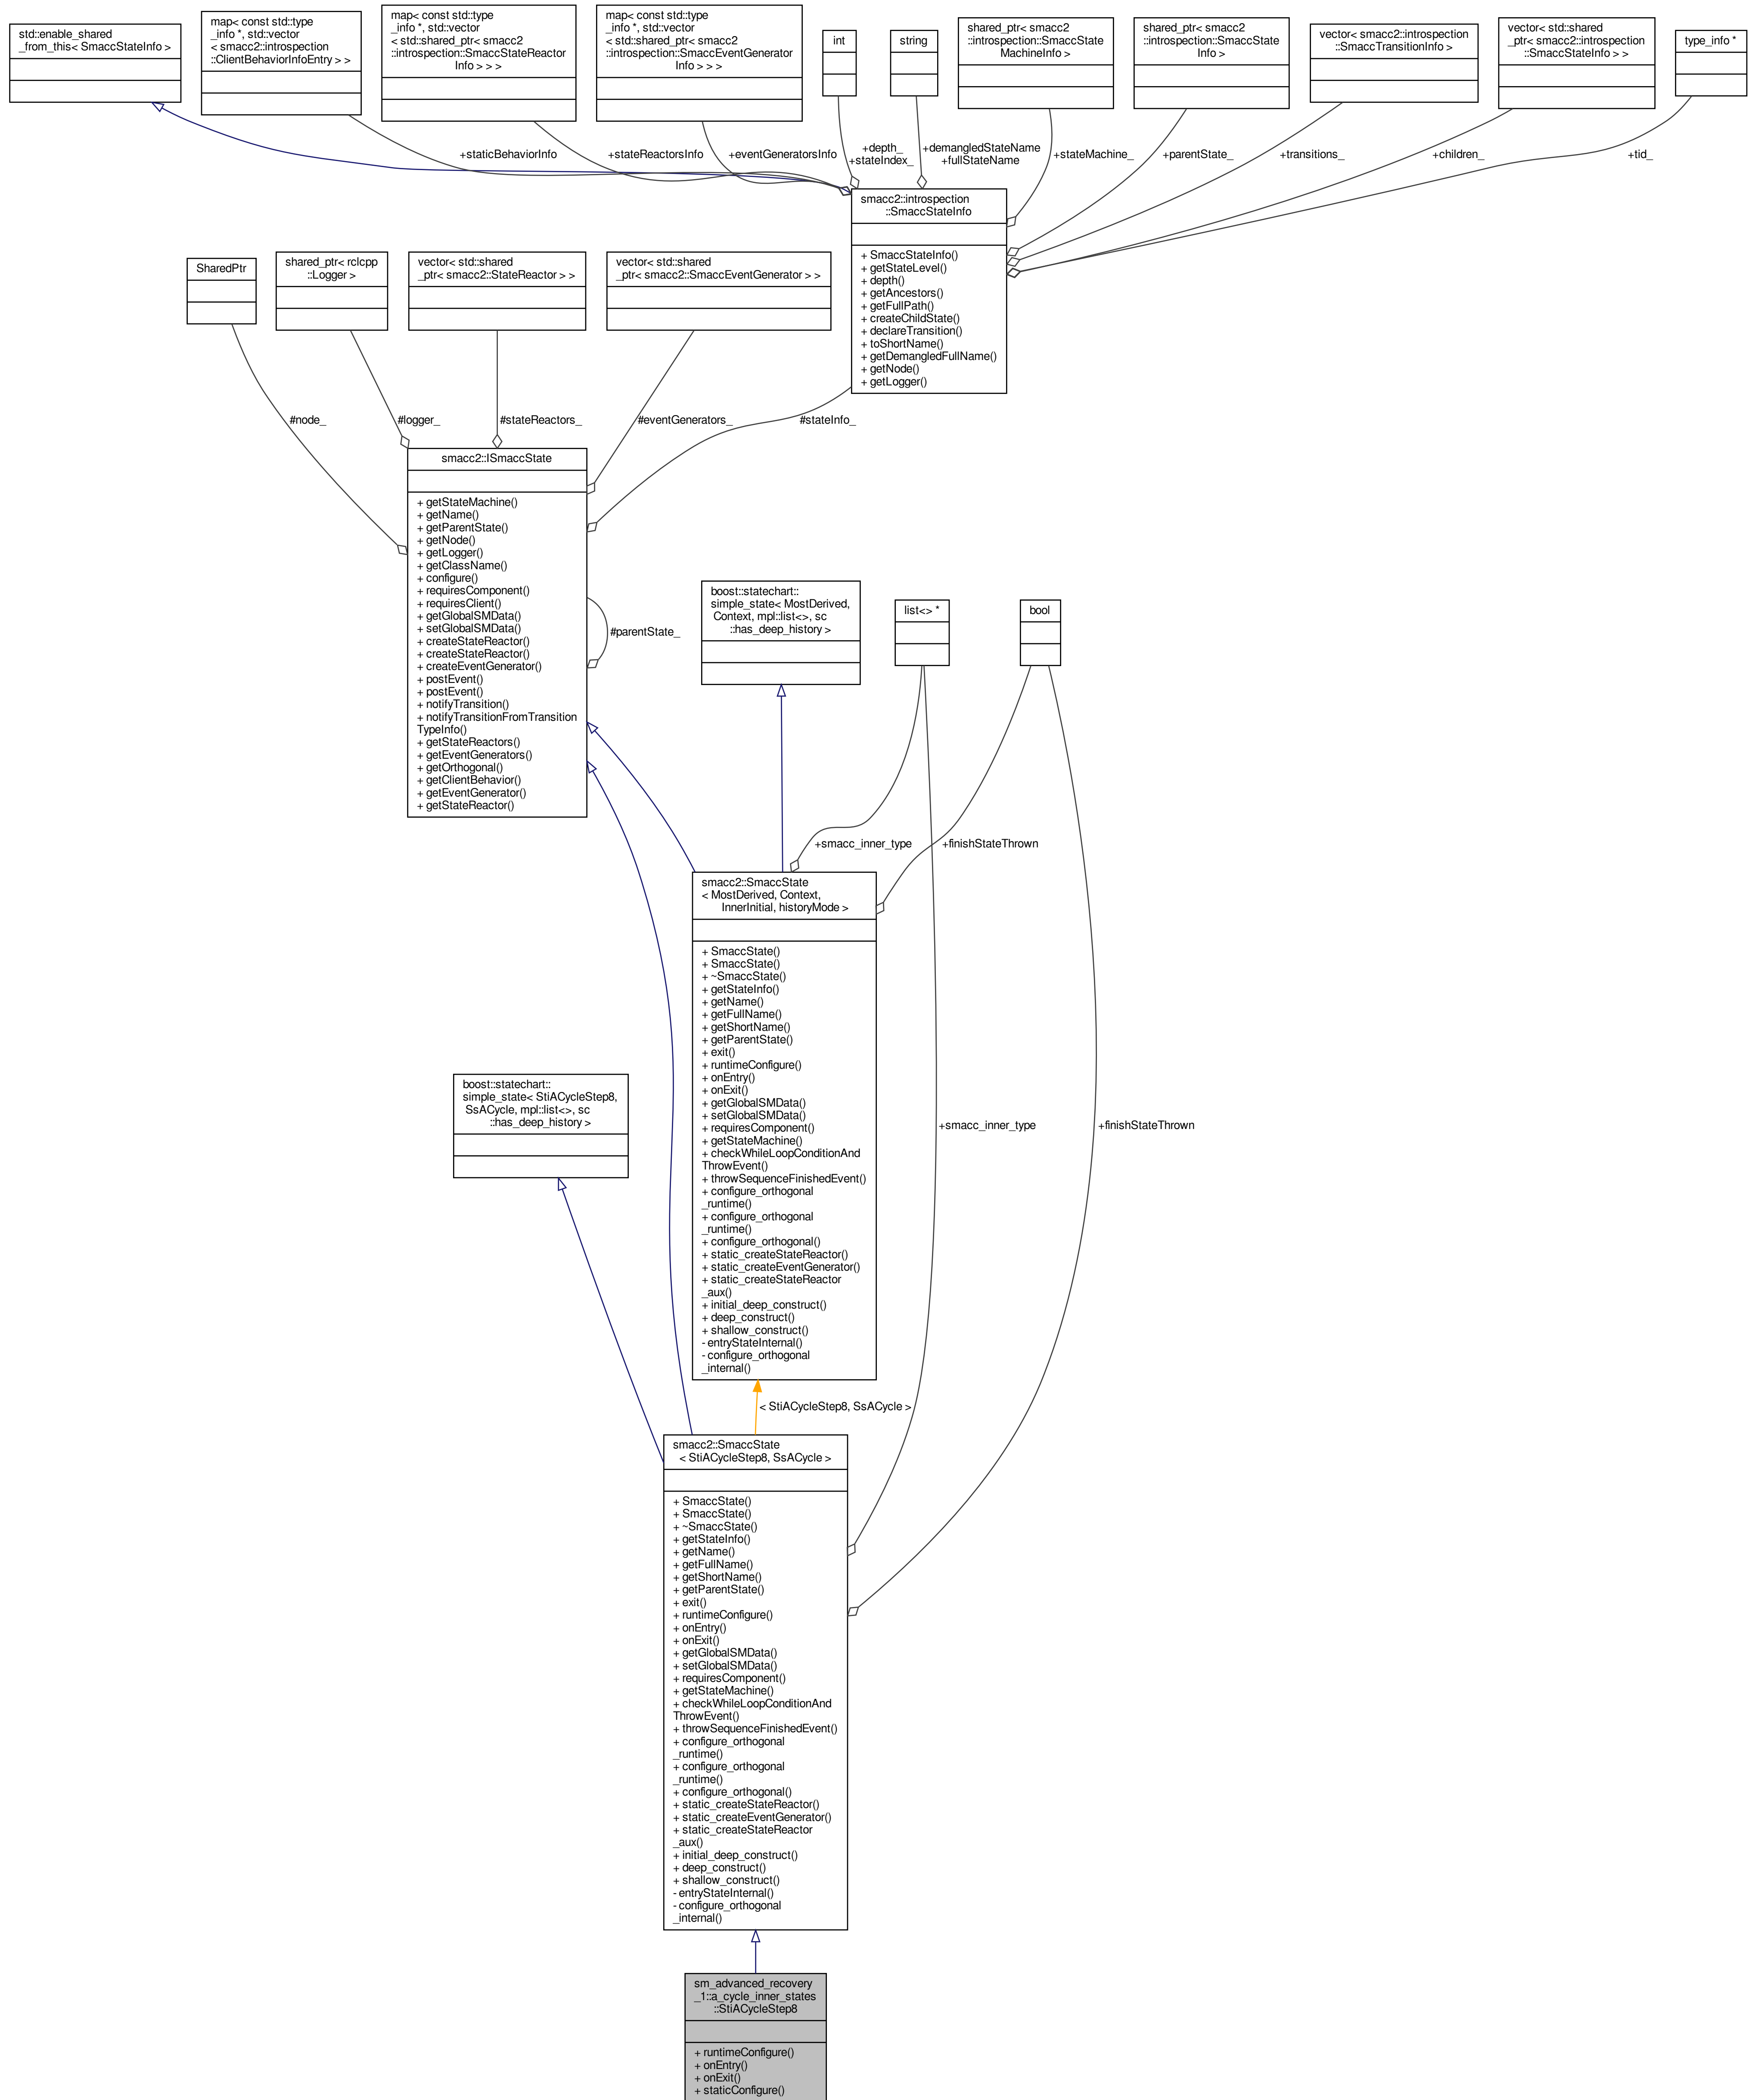 std::enable_shared
_from_this< SmaccStateInfo >
map< const std::type
_info *, std::vector
< smacc2::introspection
::ClientBehaviorInfoEntry > >
map< const std::type
_info *, std::vector
< std::shared_ptr< smacc2
::introspection::SmaccStateReactor
Info > > >
map< const std::type
_info *, std::vector
< std::shared_ptr< smacc2
::introspection::SmaccEventGenerator
Info > > >
int
string
shared_ptr< smacc2
::introspection::SmaccState
MachineInfo >
shared_ptr< smacc2
::introspection::SmaccState
Info >
vector< smacc2::introspection
::SmaccTransitionInfo >
vector< std::shared
_ptr< smacc2::introspection
::SmaccStateInfo > >
type_info *
+staticBehaviorInfo
+stateReactorsInfo
+eventGeneratorsInfo
+depth_
+stateIndex_
+demangledStateName
+fullStateName
+stateMachine_
+parentState_
+transitions_
+children_
+tid_
smacc2::introspection
::SmaccStateInfo
+ SmaccStateInfo()
+ getStateLevel()
+ depth()
+ getAncestors()
+ getFullPath()
+ createChildState()
+ declareTransition()
+ toShortName()
+ getDemangledFullName()
+ getNode()
+ getLogger()
SharedPtr
shared_ptr< rclcpp
::Logger >
vector< std::shared
_ptr< smacc2::StateReactor > >
vector< std::shared
_ptr< smacc2::SmaccEventGenerator > >
#node_
#logger_
#stateReactors_
#eventGenerators_
#stateInfo_
smacc2::ISmaccState
+ getStateMachine()
+ getName()
+ getParentState()
+ getNode()
+ getLogger()
+ getClassName()
+ configure()
+ requiresComponent()
+ requiresClient()
+ getGlobalSMData()
+ setGlobalSMData()
+ createStateReactor()
+ createStateReactor()
+ createEventGenerator()
+ postEvent()
+ postEvent()
+ notifyTransition()
+ notifyTransitionFromTransition
TypeInfo()
+ getStateReactors()
+ getEventGenerators()
+ getOrthogonal()
+ getClientBehavior()
+ getEventGenerator()
+ getStateReactor()
#parentState_
boost::statechart::
simple_state< MostDerived,
Context, mpl::list<>, sc
::has_deep_history >
list<> *
bool
+smacc_inner_type
+finishStateThrown
smacc2::SmaccState
< MostDerived, Context,
InnerInitial, historyMode >
+ SmaccState()
+ SmaccState()
+ ~SmaccState()
+ getStateInfo()
+ getName()
+ getFullName()
+ getShortName()
+ getParentState()
+ exit()
+ runtimeConfigure()
+ onEntry()
+ onExit()
+ getGlobalSMData()
+ setGlobalSMData()
+ requiresComponent()
+ getStateMachine()
+ checkWhileLoopConditionAnd
ThrowEvent()
+ throwSequenceFinishedEvent()
+ configure_orthogonal
_runtime()
+ configure_orthogonal
_runtime()
+ configure_orthogonal()
+ static_createStateReactor()
+ static_createEventGenerator()
+ static_createStateReactor
_aux()
+ initial_deep_construct()
+ deep_construct()
+ shallow_construct()
- entryStateInternal()
- configure_orthogonal
_internal()
boost::statechart::
simple_state< StiACycleStep8,
SsACycle, mpl::list<>, sc
::has_deep_history >
+smacc_inner_type
+finishStateThrown
< StiACycleStep8, SsACycle >
smacc2::SmaccState
< StiACycleStep8, SsACycle >
+ SmaccState()
+ SmaccState()
+ ~SmaccState()
+ getStateInfo()
+ getName()
+ getFullName()
+ getShortName()
+ getParentState()
+ exit()
+ runtimeConfigure()
+ onEntry()
+ onExit()
+ getGlobalSMData()
+ setGlobalSMData()
+ requiresComponent()
+ getStateMachine()
+ checkWhileLoopConditionAnd
ThrowEvent()
+ throwSequenceFinishedEvent()
+ configure_orthogonal
_runtime()
+ configure_orthogonal
_runtime()
+ configure_orthogonal()
+ static_createStateReactor()
+ static_createEventGenerator()
+ static_createStateReactor
_aux()
+ initial_deep_construct()
+ deep_construct()
+ shallow_construct()
- entryStateInternal()
- configure_orthogonal
_internal()
sm_advanced_recovery
_1::a_cycle_inner_states
::StiACycleStep8
+ runtimeConfigure()
+ onEntry()
+ onExit()
+ staticConfigure()